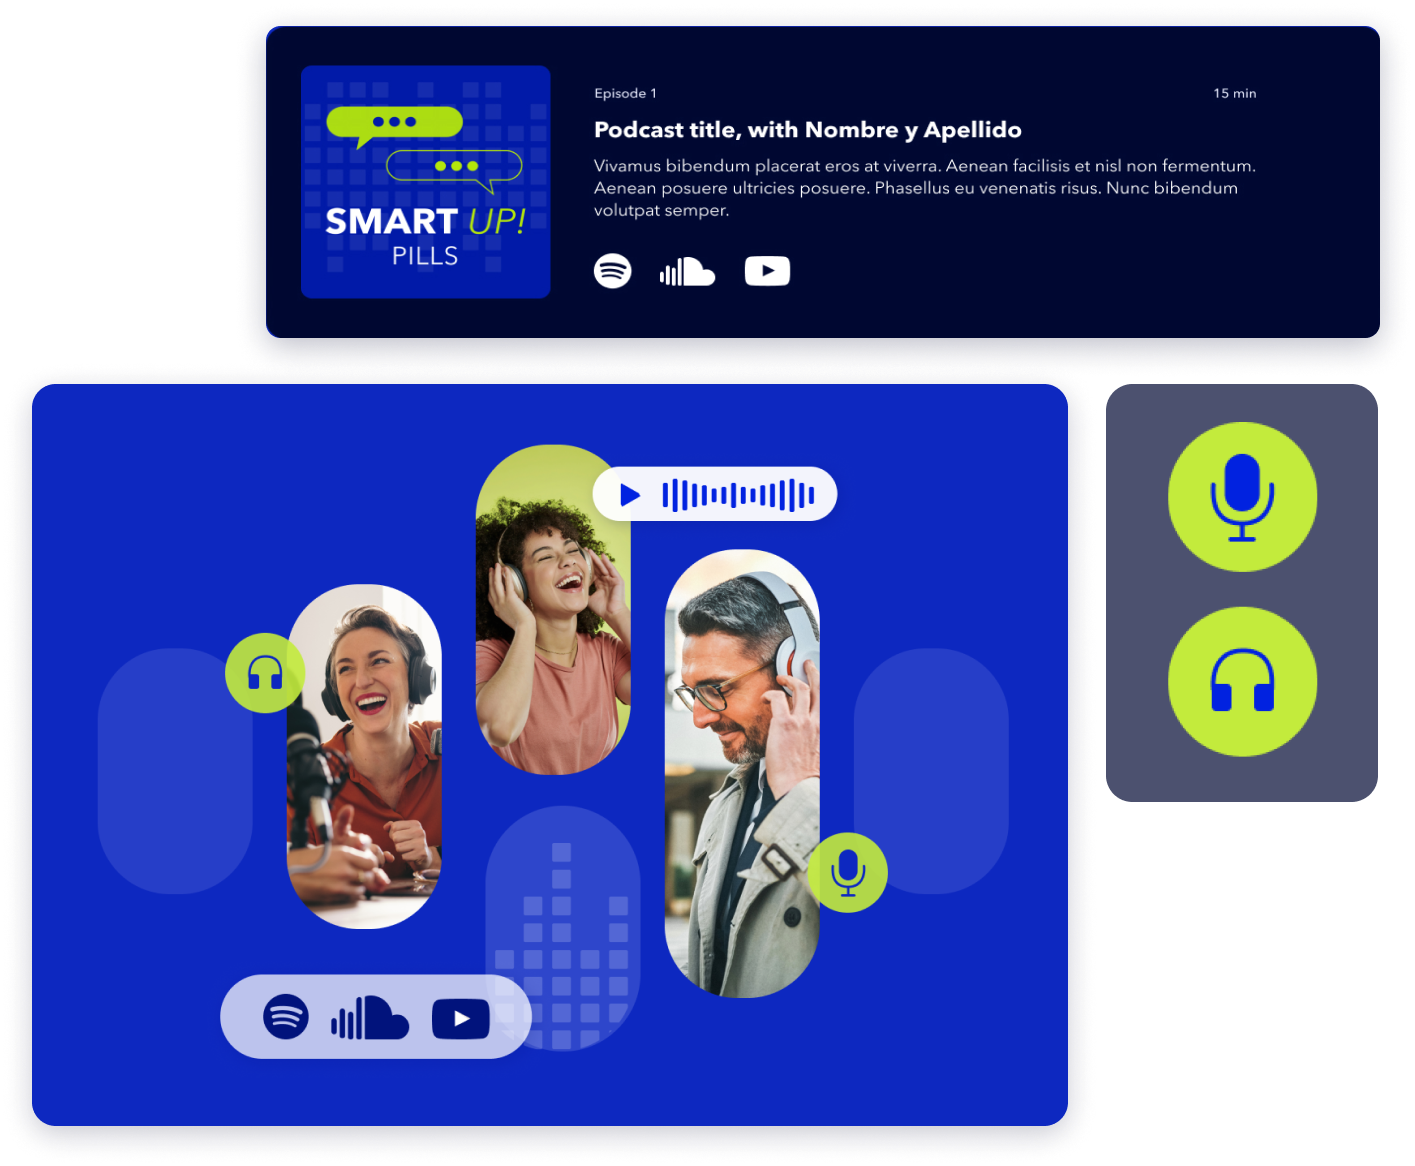 SMART UP!
PILLS
Episode 1
15 min
Podcast title, with Nombre y Apellido
Vivamus bibendum placerat eros at viverra. Aenean facilisis et nisl non fermentum.
Aenean posuere ultricies posuere. Phasellus eu venenatis risus. Nunc bibendum
volutpat semper.